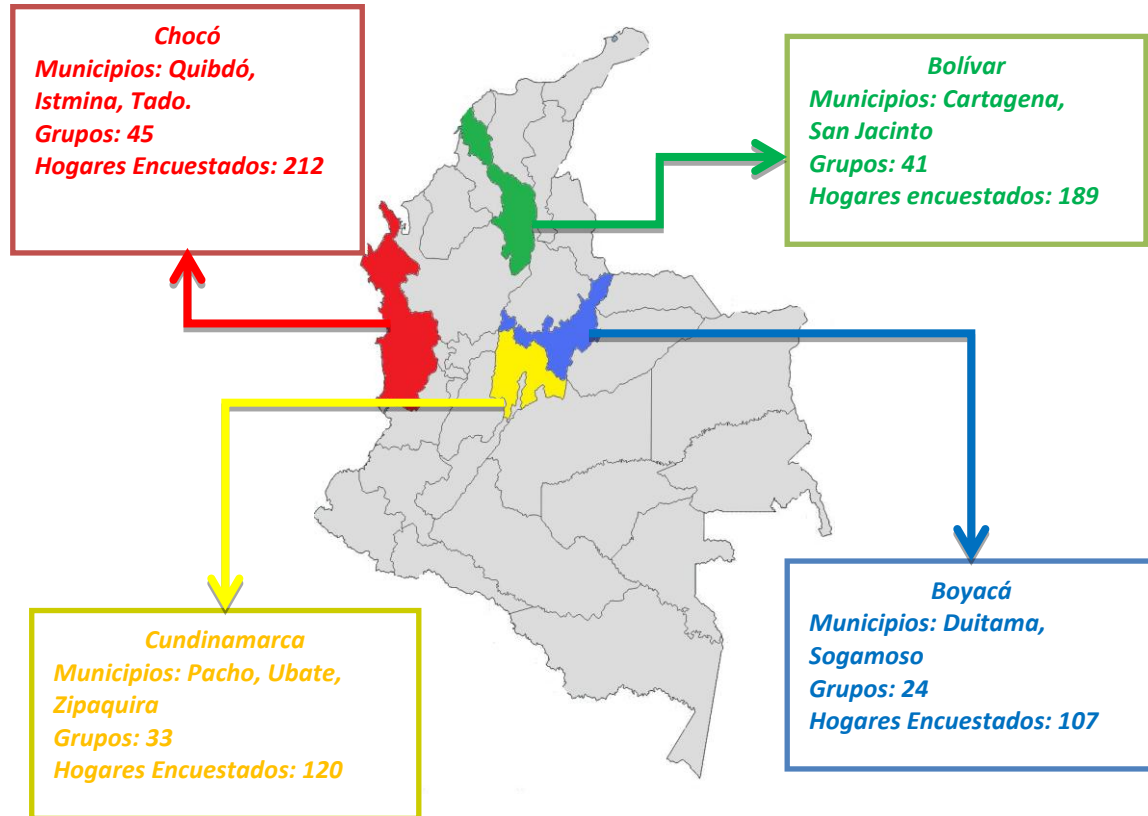 Chocó
Municipios: Quibdó,
Istmina, Tado.
Grupos: 45
Hogares Encuestados: 212
Bolívar
Municipios: Cartagena,
San Jacinto
Grupos: 41
Hogares encuestados: 189
Cundinamarca
Municipios: Pacho, Ubate,
Zipaquira
Grupos: 33
Hogares Encuestados: 120
Boyacá
Municipios: Duitama,
Sogamoso
Grupos: 24
Hogares Encuestados: 107